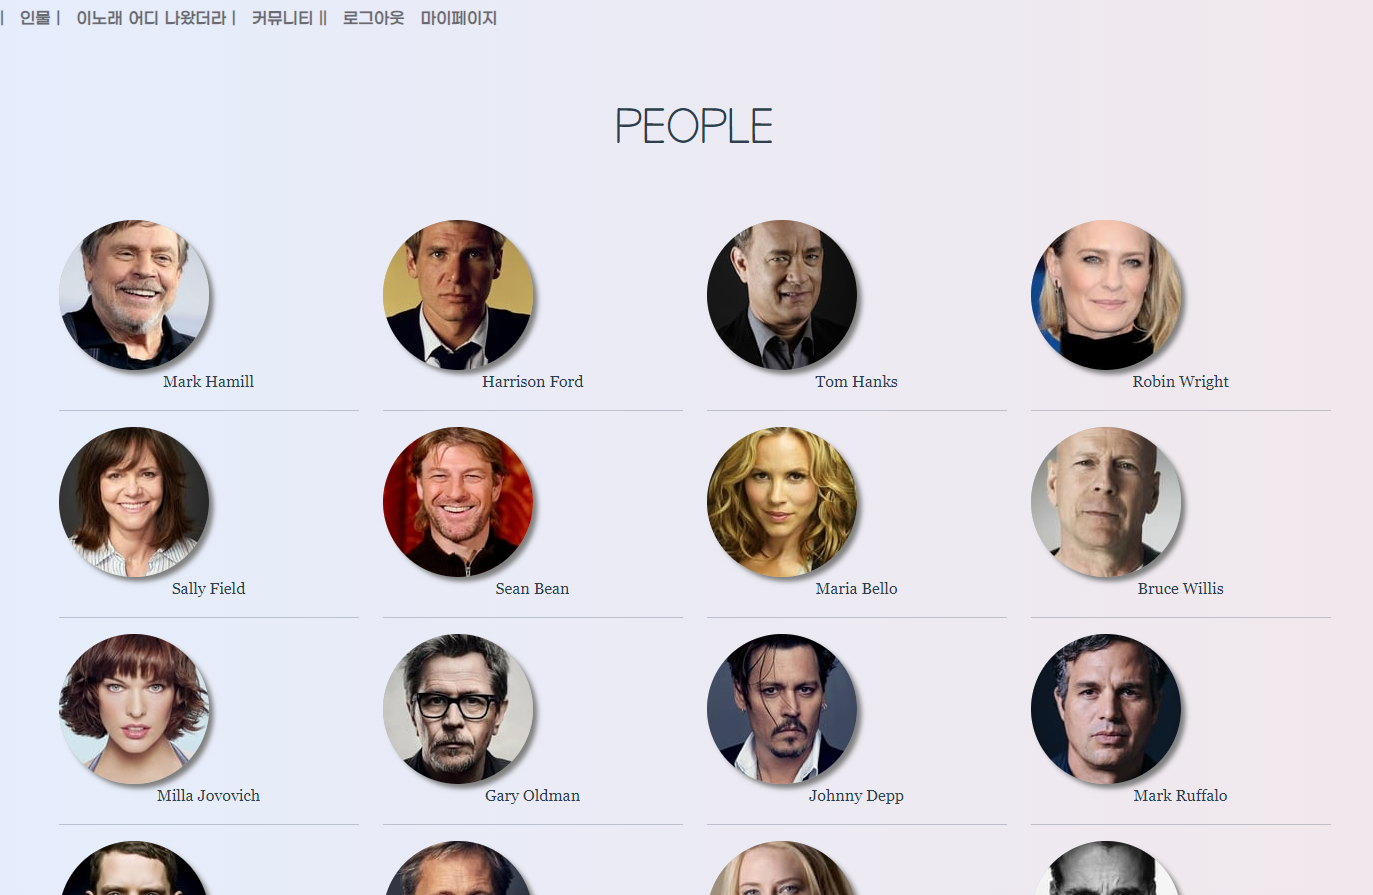 | 인물 | 이노래 어디 나왔더라 | 커뮤니티 || 로그아웃 마이페이지
PEOPLE
Mark Hamill Harrison Ford Tom Hanks Robin Wright
Sally Field Sean Bean Maria Bello Bruce Willis
Milla Jovovich Gary Oldman Johnny Depp Mark Ruffalo